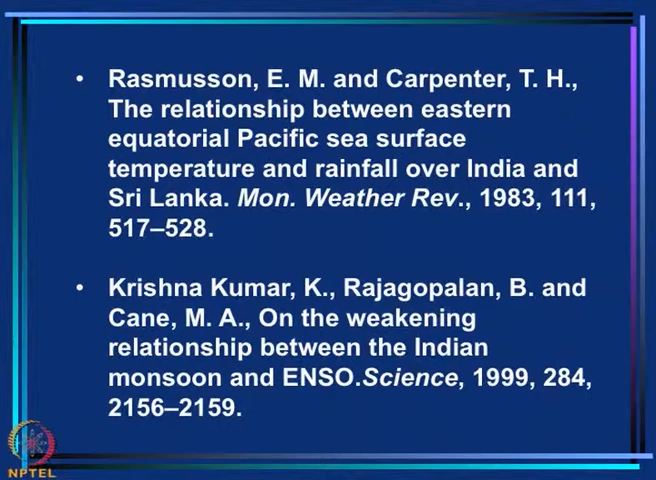 • Rasmusson, E. M. and Carpenter, T. H.,
The relationship between eastern
equatorial Pacific sea surface
temperature and rainfall over India and
Sri Lanka. Mon. Weather Rev., 1983, 111,
517–528.
• Krishna Kumar, K., Rajagopalan, B. and
Cane, M. A., On the weakening
relationship between the Indian
monsoon and ENSO.Science, 1999, 284,
2156–2159.
NPTEL